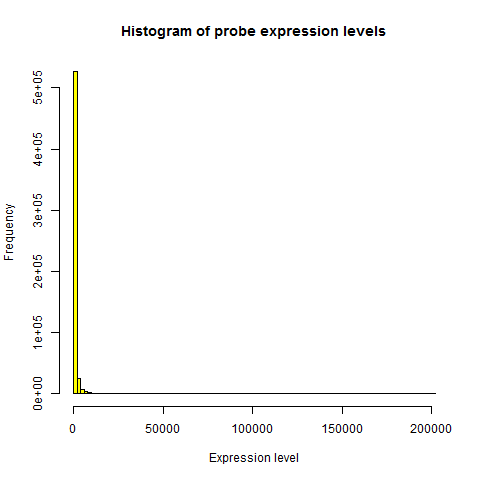 Histogram of probe expression levels
Frequency
5e+05
4e+05
3e+05
2e+05
1e+05
0e+00
0 50000 100000 150000 200000
Expression level